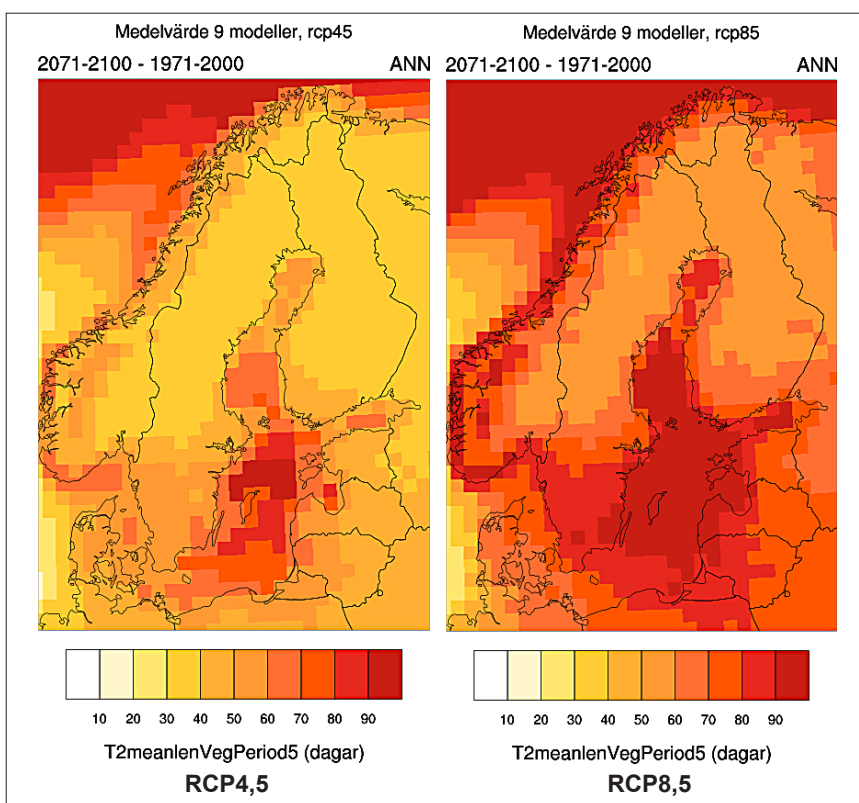 Medelvärde 9 modeller, rcp45
2071-2100 - 1971-2000 ANN
10 20 30 40 50 60 70 80 90
T2meanlenVegPeriod5 (dagar)
RCP4,5
Medelvärde 9 modeller, rcp85
2071-2100 - 1971-2000 ANN
10 20 30 40 50 60 70 80 90
T2meanlenVegPeriod5 (dagar)
RCP8,5